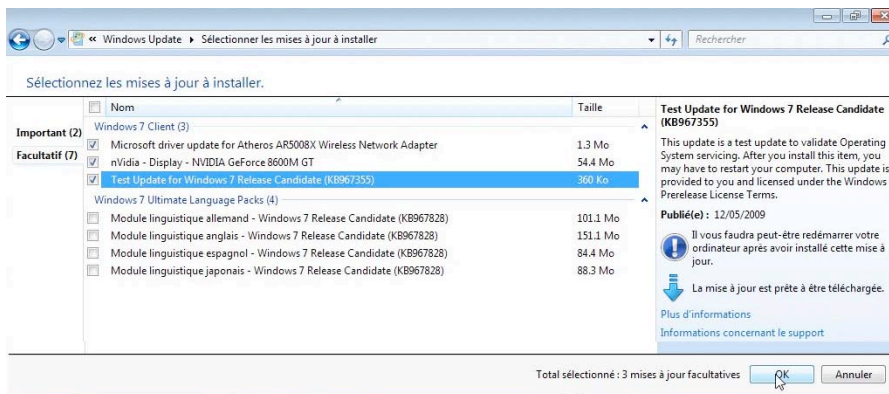 « Windows Update ▸ Sélectionner les mises à jour à installer
Rechercher
Sélectionnez les mises à jour à installer.
Nom Taille
Important (2)
Facultatif (7)
Windows 7 Client (3)
Microsoft driver update for Atheros AR5008X Wireless Network Adapter 1.3 Mo
nVidia - Display - NVIDIA GeForce 8600M GT 54.4 Mo
Test Update for Windows 7 Release Candidate (KB967355) 360 Ko
Windows 7 Ultimate Language Packs (4)
Module linguistique allemand - Windows 7 Release Candidate (KB967828) 101.1 Mo
Module linguistique anglais - Windows 7 Release Candidate (KB967828) 151.1 Mo
Module linguistique espagnol - Windows 7 Release Candidate (KB967828) 84.4 Mo
Module linguistique japonais - Windows 7 Release Candidate (KB967828) 88.3 Mo
Test Update for Windows 7 Release Candidate
(KB967355)
This update is a test update to validate Operating
System servicing. After you install this item, you
may have to restart your computer. This update is
provided to you and licensed under the Windows
Prerelease License Terms.
Publié(e) : 12/05/2009
Il vous faudra peut-être redémarrer votre
ordinateur après avoir installé cette mise à
jour.
La mise à jour est prête à être téléchargée.
Plus d'informations
Informations concernant le support
Total sélectionné : 3 mises à jour facultatives OK Annuler